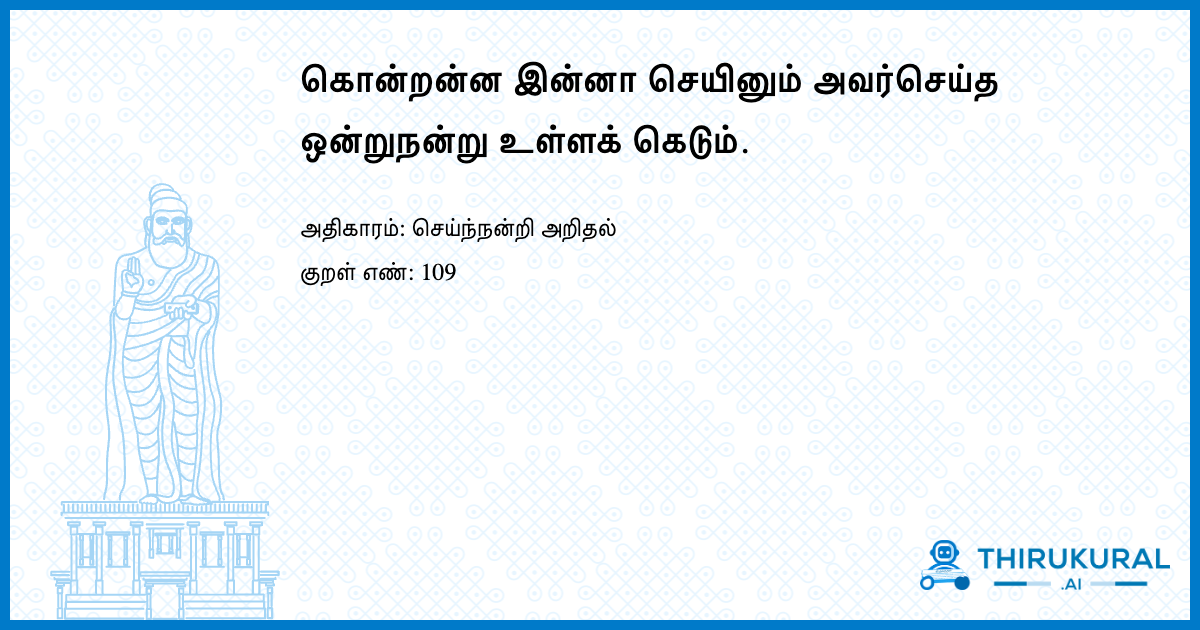 கொன்றன்ன இன்னா செயினும் அவர்செய்த
ஒன்றுநன்று உள்ளக் கெடும்.
அதிகாரம்: செய்ந்நன்றி அறிதல்
குறள் எண்: 109
THIRUKURAL
.AI